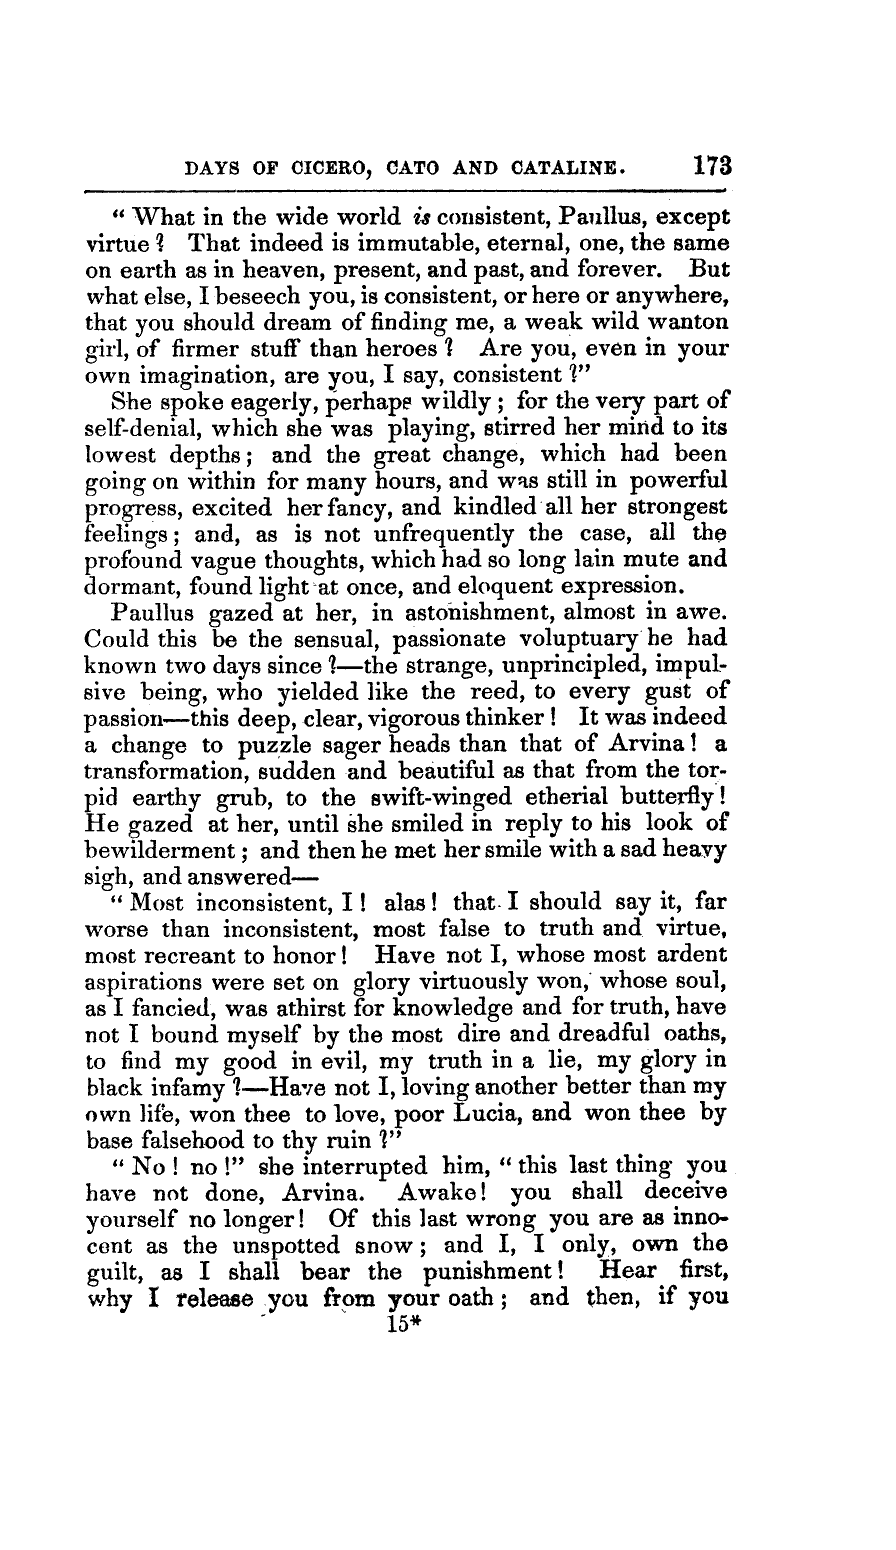 DAYS OF CICERO, CATO AND CATALINE. 173
“ What in the wide world is consistent, Paullus, except
virtue ? That indeed is immutable, eternal, one, the same
on earth as in heaven, present, and past, and forever. But
what else, I beseech you, is consistent, or here or anywhere,
that you should dream of finding me, a weak wild wanton
girl, of firmer stuff than heroes ? Are you, even in your
own imagination, are you, I say, consistent ?”
She spoke eagerly, perhaps wildly ; for the very part of
self-denial, which she was playing, stirred her mind to its
lowest depths ; and the great change, which had been
going on within for many hours, and was still in powerful
progress, excited her fancy, and kindled all her strongest
feelings ; and, as is not unfrequently the case, all the
profound vague thoughts, which had so long lain mute and
dormant, found light at once, and eloquent expression.
Paullus gazed at her, in astonishment, almost in awe.
Could this be the sensual, passionate voluptuary he had
known two days since ?—the strange, unprincipled, impul-
sive being, who yielded like the reed, to every gust of
passion—this deep, clear, vigorous thinker ! It was indeed
a change to puzzle sager heads than that of Arvina ! a
transformation, sudden and beautiful as that from the tor-
pid earthy grub, to the swift-winged etherial butterfly !
He gazed at her, until she smiled in reply to his look of
bewilderment ; and then he met her smile with a sad heavy
sigh, and answered—
“ Most inconsistent, I ! alas ! that I should say it, far
worse than inconsistent, most false to truth and virtue,
most recreant to honor ! Have not I, whose most ardent
aspirations were set on glory virtuously won, whose soul,
as I fancied, was athirst for knowledge and for truth, have
not I bound myself by the most dire and dreadful oaths,
to find my good in evil, my truth in a lie, my glory in
black infamy ?—Have not I, loving another better than my
own life, won thee to love, poor Lucia, and won thee by
base falsehood to thy ruin ?”
“ No ! no !” she interrupted him, “ this last thing you
have not done, Arvina. Awake ! you shall deceive
yourself no longer ! Of this last wrong you are as inno-
cent as the unspotted snow ; and I, I only, own the
guilt, as I shall bear the punishment ! Hear first,
why I release you from your oath ; and then, if you
15*